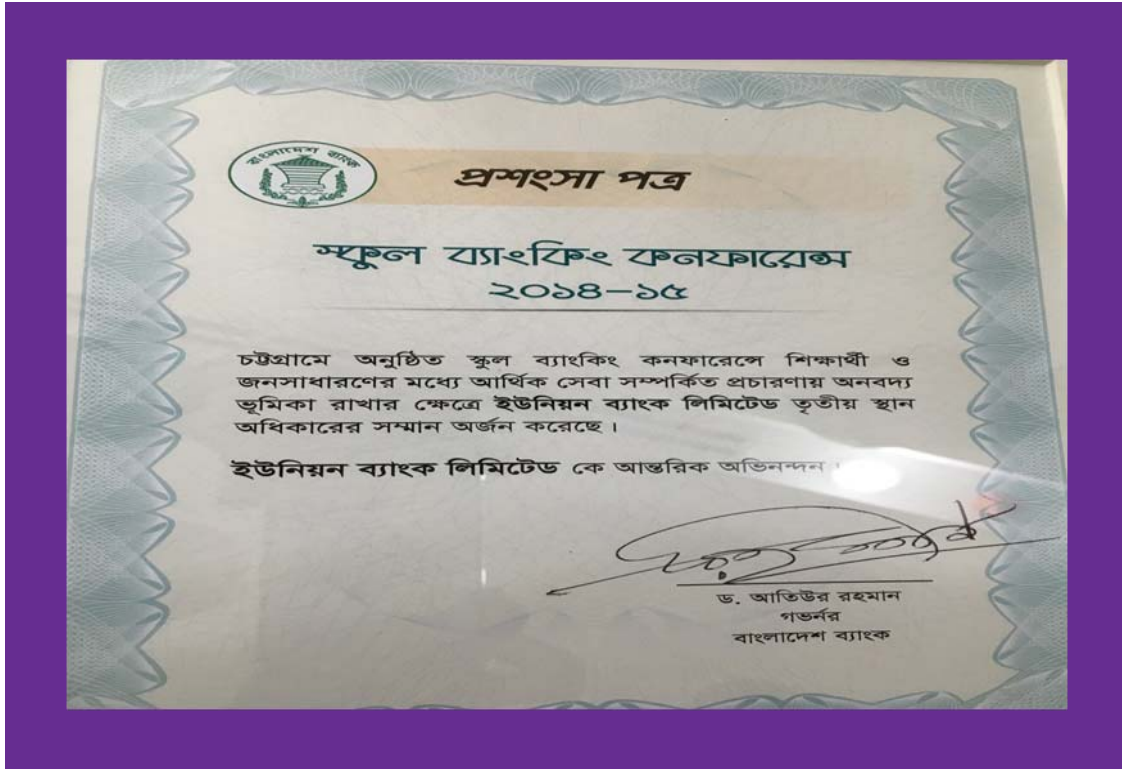 বাংলাদেশ ব্যাংক
প্রশংসা পত্র
স্কুল ব্যাংকিং কনফারেন্স
২০১৪-১৫
চট্টগ্রামে অনুষ্ঠিত স্কুল ব্যাংকিং কনফারেন্সে শিক্ষার্থী ও
জনসাধারণের মধ্যে আর্থিক সেবা সম্পর্কিত প্রচারণায় অনবদ্য
ভূমিকা রাখার ক্ষেত্রে ইউনিয়ন ব্যাংক লিমিটেড তৃতীয় স্থান
অধিকারের সম্মান অর্জন করেছে।
ইউনিয়ন ব্যাংক লিমিটেড কে আন্তরিক অভিনন্দন।
ড. আতিউর রহমান
গভর্নর
বাংলাদেশ ব্যাংক